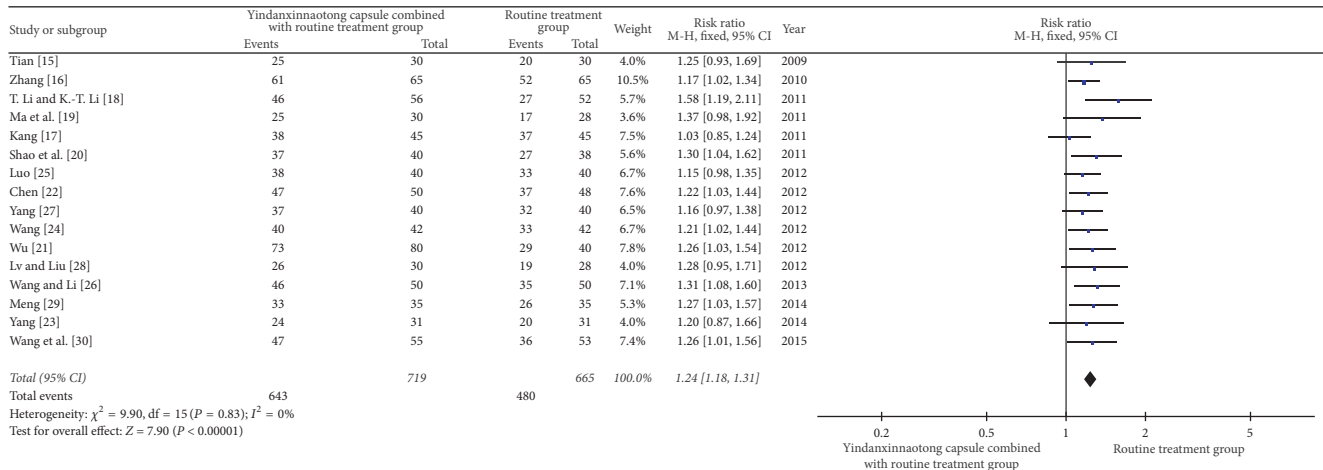 Study or subgroup Yindanxinnaotong capsule combined with routine treatment group Routine treatment group Weight Risk ratio M-H, fixed, 95% CI Year Risk ratio M-H, fixed, 95% CI
Events Total Events Total
Tian [15] 25 30 20 30 4.0% 1.25 [0.93, 1.69] 2009
Zhang [16] 61 65 52 65 10.5% 1.17 [1.02, 1.34] 2010
T. Li and K.-T. Li [18] 46 56 27 52 5.7% 1.58 [1.19, 2.11] 2011
Ma et al. [19] 25 30 17 28 3.6% 1.37 [0.98, 1.92] 2011
Kang [17] 38 45 37 45 7.5% 1.03 [0.85, 1.24] 2011
Shao et al. [20] 37 40 27 38 5.6% 1.30 [1.04, 1.62] 2011
Luo [25] 38 40 33 40 6.7% 1.15 [0.98, 1.35] 2012
Chen [22] 47 50 37 48 7.6% 1.22 [1.03, 1.44] 2012
Yang [27] 37 40 32 40 6.5% 1.16 [0.97, 1.38] 2012
Wang [24] 40 42 33 42 6.7% 1.21 [1.02, 1.44] 2012
Wu [21] 73 80 29 40 7.8% 1.26 [1.03, 1.54] 2012
Lv and Liu [28] 26 30 19 28 4.0% 1.28 [0.95, 1.71] 2012
Wang and Li [26] 46 50 35 50 7.1% 1.31 [1.08, 1.60] 2013
Meng [29] 33 35 26 35 5.3% 1.27 [1.03, 1.57] 2014
Yang [23] 24 31 20 31 4.0% 1.20 [0.87, 1.66] 2014
Wang et al. [30] 47 55 36 53 7.4% 1.26 [1.01, 1.56] 2015
Total (95% CI) 719 665 100.0% 1.24 [1.18, 1.31]
Total events 643 480
Heterogeneity: χ² = 9.90, df = 15 (P = 0.83); I² = 0%
Test for overall effect: Z = 7.90 (P < 0.00001)
0.2 0.5 1 2 5
Yindanxinnaotong capsule combined with routine treatment group Routine treatment group